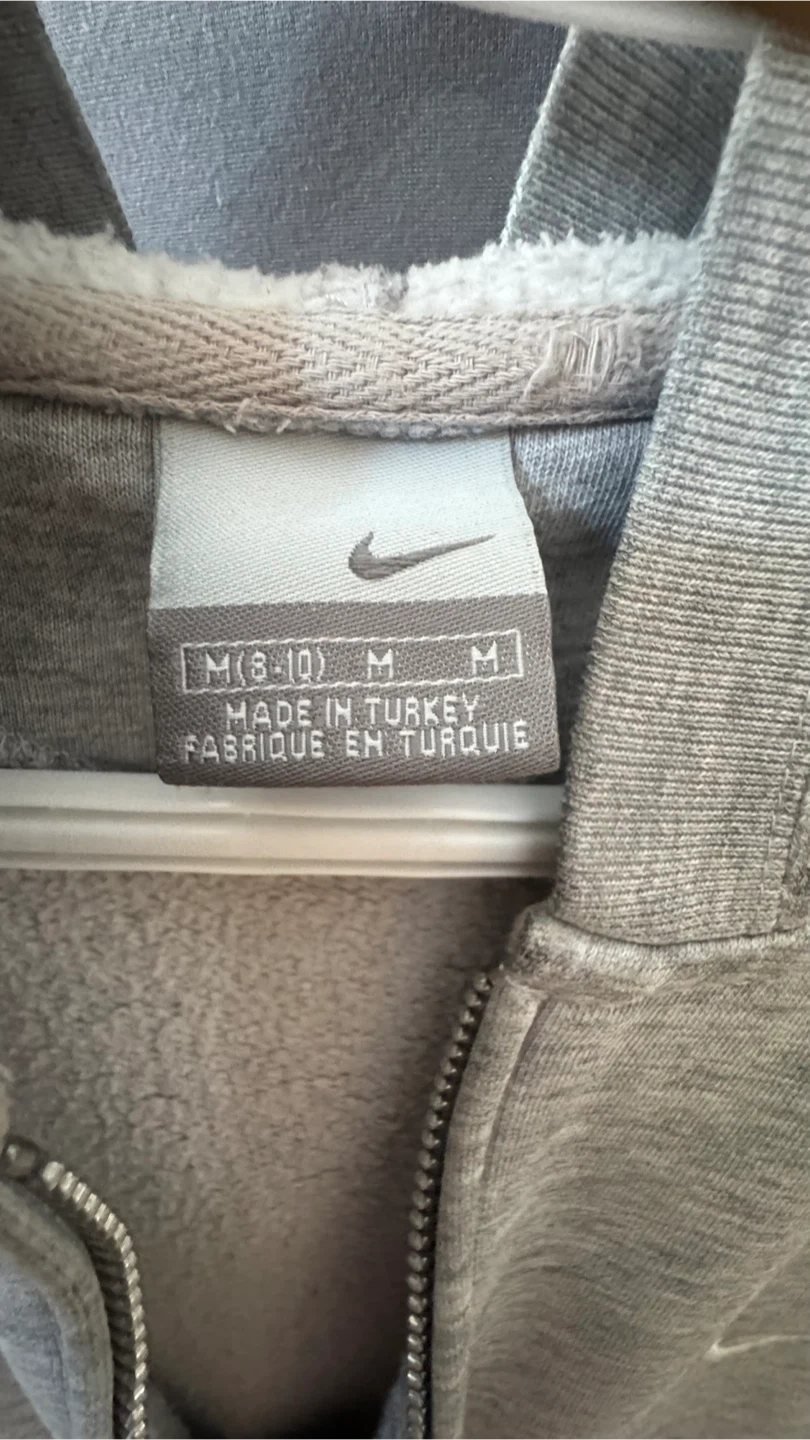 M(8-10) M M
MADE IN TURKEY
FABRIQUE EN TURQUIE